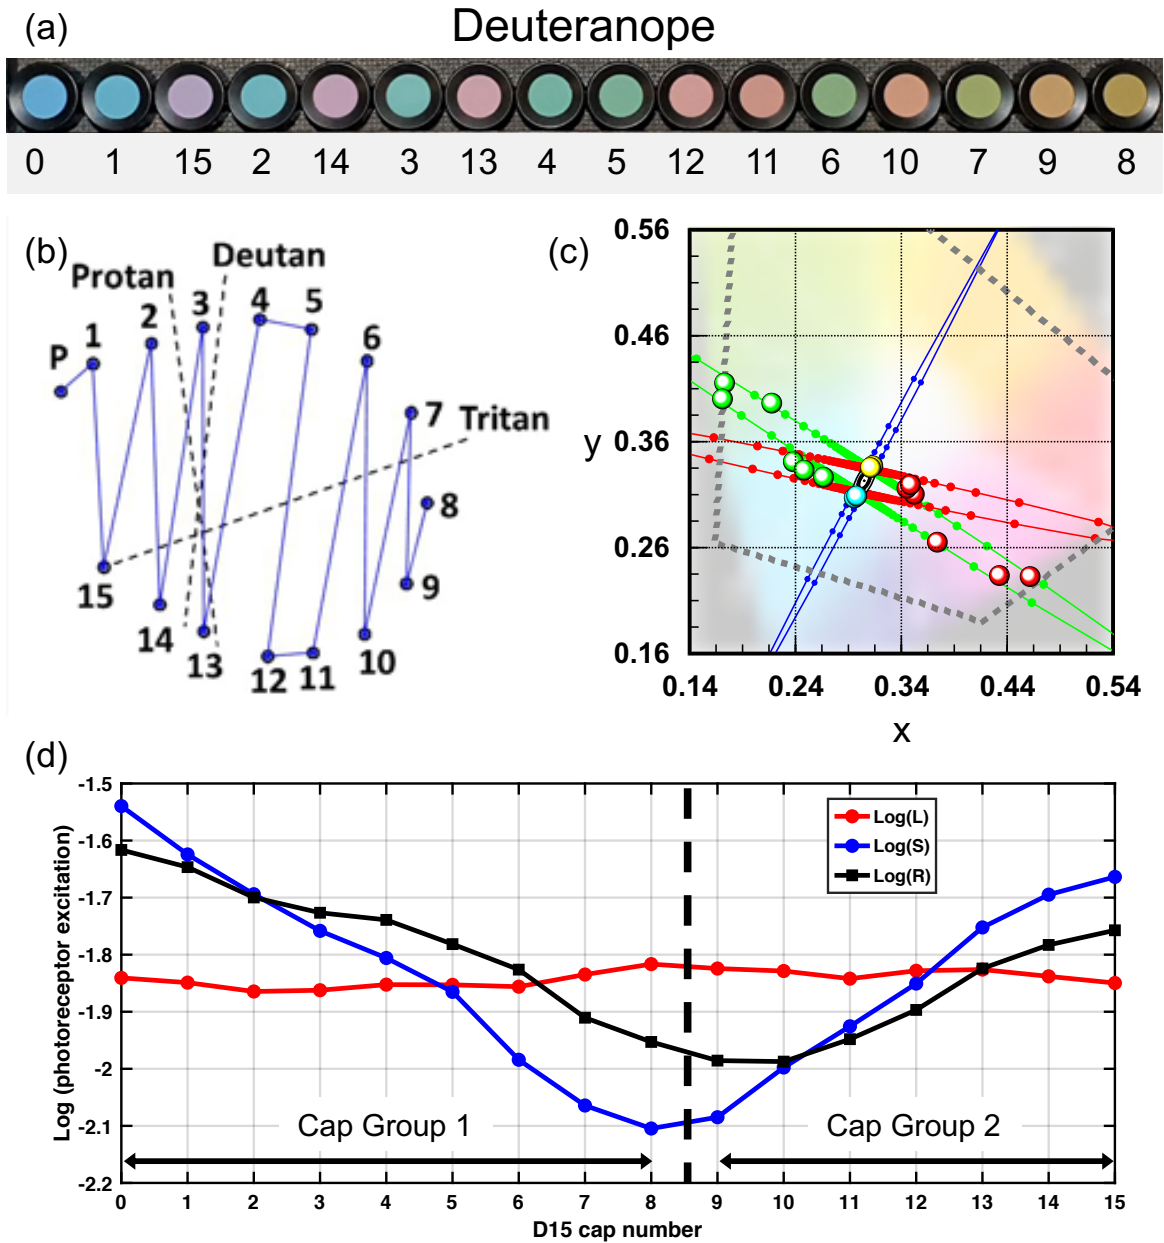 (a) Deuteranope
0 1 15 2 14 3 13 4 5 12 11 6 10 7 9 8
(b)
Protan Deutan Tritan
P 1 2 3 4 5 6 7 8
15 14 13 12 11 10 9
(c)
0.56
0.46
0.36
0.26
0.16
y
0.14 0.24 0.34 0.44 0.54
x
(d)
-1.5
-1.6
-1.7
-1.8
-1.9
-2
-2.1
-2.2
Log (photoreceptor excitation)
Log(L)
Log(S)
Log(R)
Cap Group 1 Cap Group 2
0 1 2 3 4 5 6 7 8 9 10 11 12 13 14 15
D15 cap number